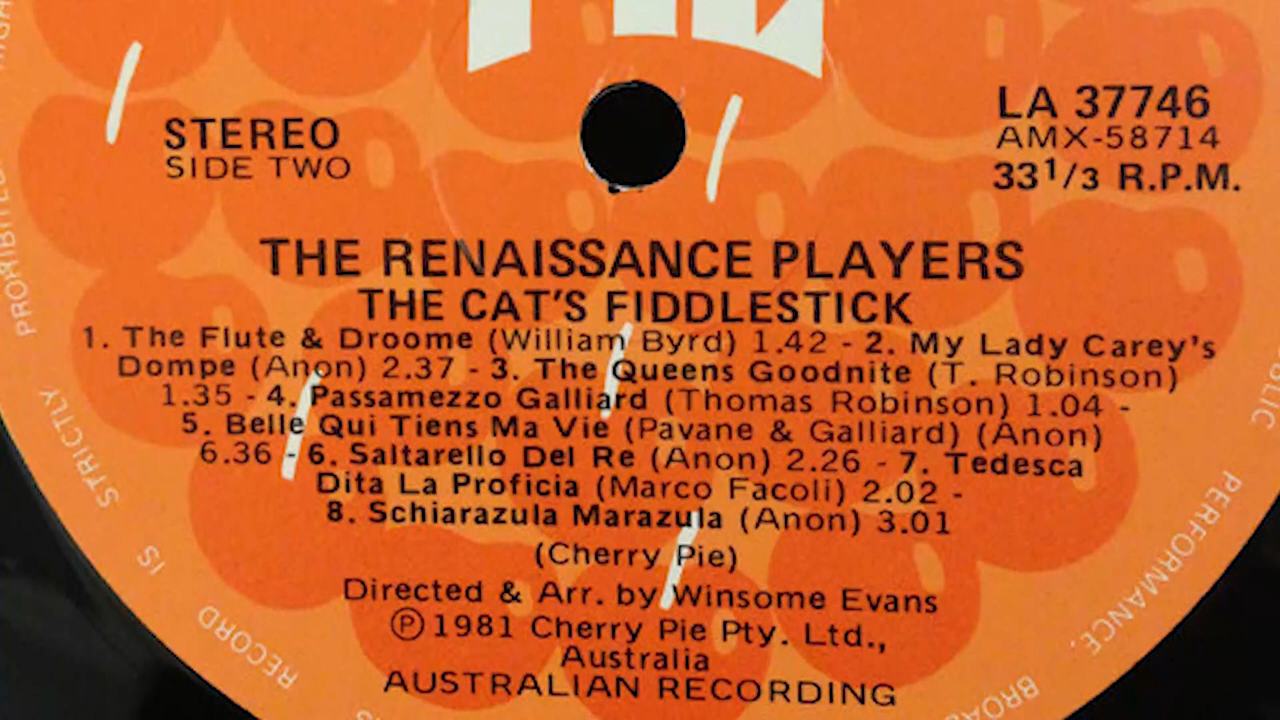 STEREO
SIDE TWO
LA 37746
AMX-58714
33 1/3 R.P.M.
THE RENAISSANCE PLAYERS
THE CAT'S FIDDLESTICK
1. The Flute & Droome (William Byrd) 1.42 - 2. My Lady Carey's
Dompe (Anon) 2.37 - 3. The Queens Goodnite (T. Robinson)
1.35 - 4. Passamezzo Galliard (Thomas Robinson) 1.04 -
5. Belle Qui Tiens Ma Vie (Pavane & Galliard) (Anon)
6.36 - 6. Saltarello Del Re (Anon) 2.26 - 7. Tedesca
Dita La Proficia (Marco Facoli) 2.02 -
8. Schiarazula Marazula (Anon) 3.01
(Cherry Pie)
Directed & Arr. by Winsome Evans
Ⓟ 1981 Cherry Pie Pty. Ltd.,
Australia
AUSTRALIAN RECORDING
PERFORMANCE,
RECORD IS STRICTLY PROHIBITED